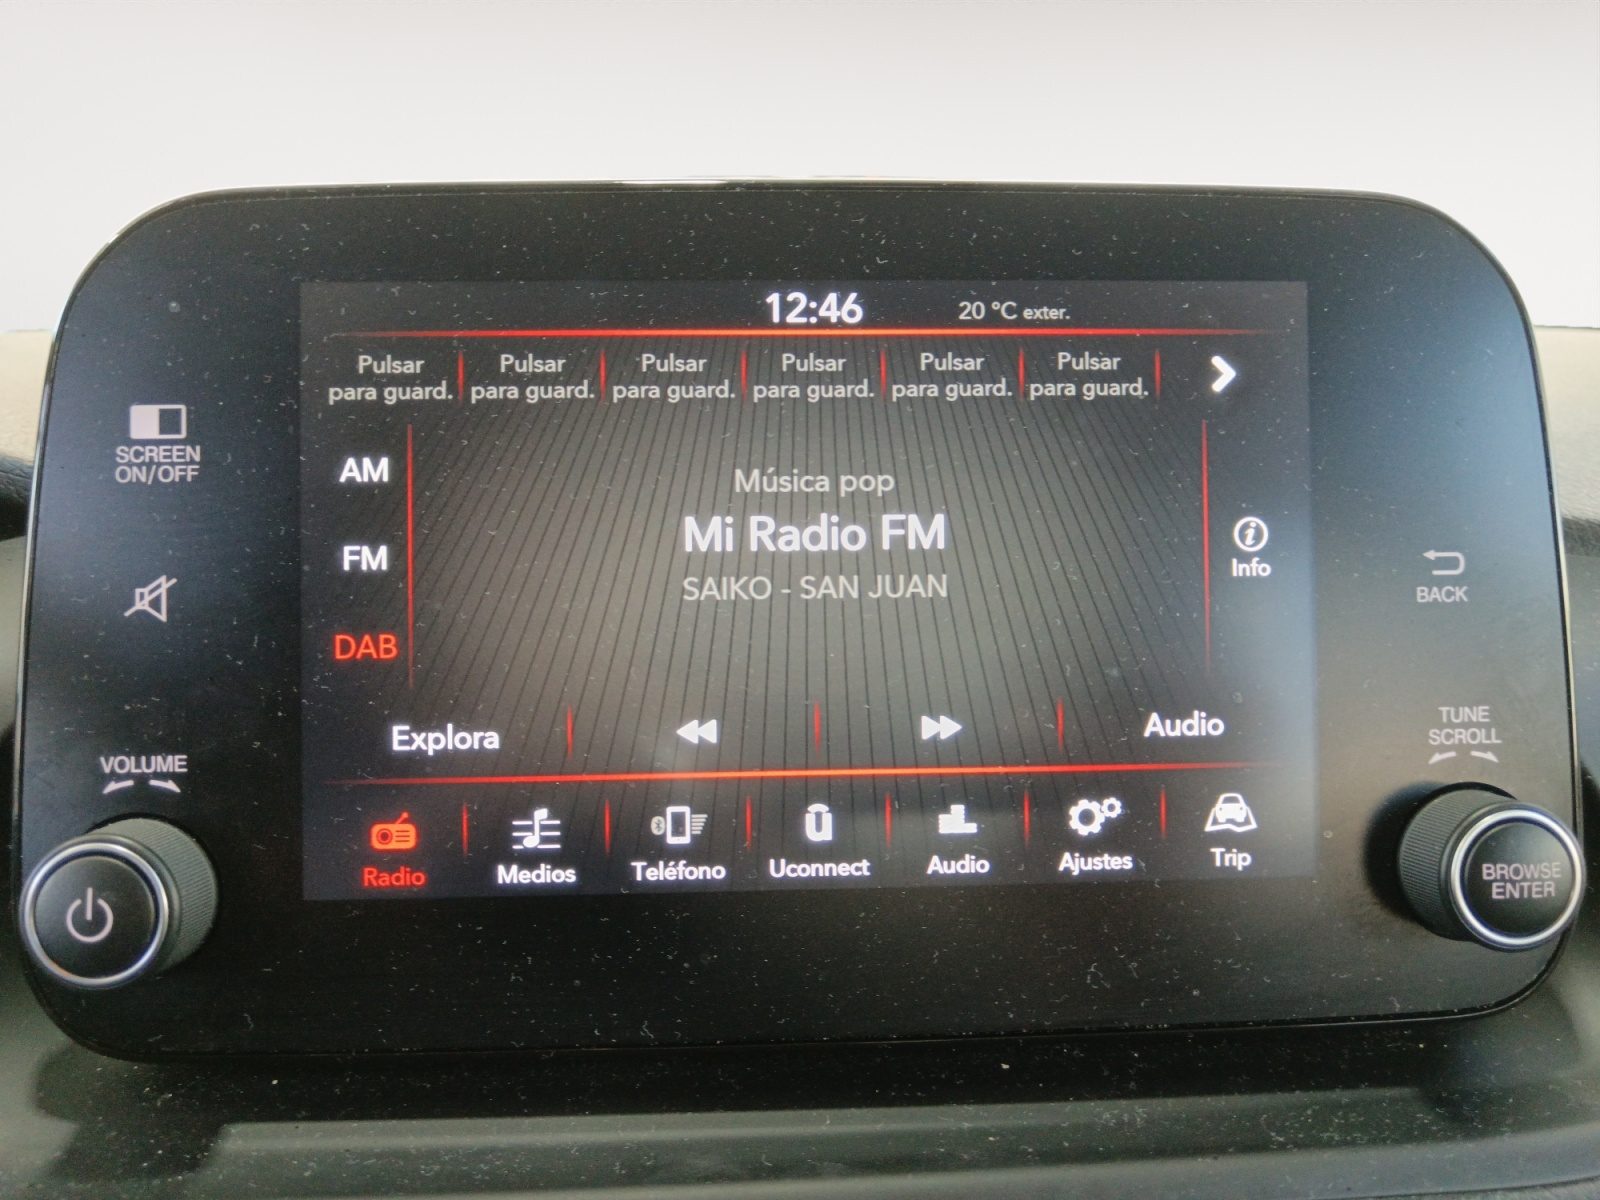 12:46 20 °C exter.
Pulsar para guard. Pulsar para guard. Pulsar para guard. Pulsar para guard. Pulsar para guard. Pulsar para guard.
SCREEN
ON/OFF
AM
FM
DAB
Música pop
Mi Radio FM
SAIKO - SAN JUAN
Info
BACK
Explora
Audio
VOLUME
TUNE
SCROLL
Radio Medios Teléfono Uconnect Audio Ajustes Trip
BROWSE
ENTER